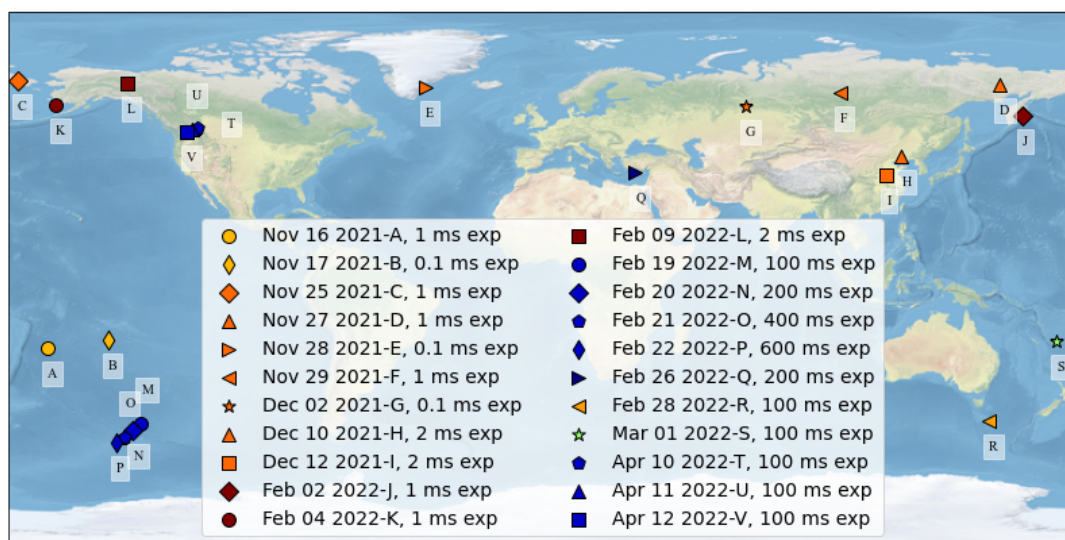 U
C
L
E
D
K
T
F
G
J
V
H
Q
I
Nov 16 2021-A, 1 ms exp
Nov 17 2021-B, 0.1 ms exp
Nov 25 2021-C, 1 ms exp
Nov 27 2021-D, 1 ms exp
Nov 28 2021-E, 0.1 ms exp
Nov 29 2021-F, 1 ms exp
Dec 02 2021-G, 0.1 ms exp
Dec 10 2021-H, 2 ms exp
Dec 12 2021-I, 2 ms exp
Feb 02 2022-J, 1 ms exp
Feb 04 2022-K, 1 ms exp
Feb 09 2022-L, 2 ms exp
Feb 19 2022-M, 100 ms exp
Feb 20 2022-N, 200 ms exp
Feb 21 2022-O, 400 ms exp
Feb 22 2022-P, 600 ms exp
Feb 26 2022-Q, 200 ms exp
Feb 28 2022-R, 100 ms exp
Mar 01 2022-S, 100 ms exp
Apr 10 2022-T, 100 ms exp
Apr 11 2022-U, 100 ms exp
Apr 12 2022-V, 100 ms exp
A
B
S
M
O
N
P
R